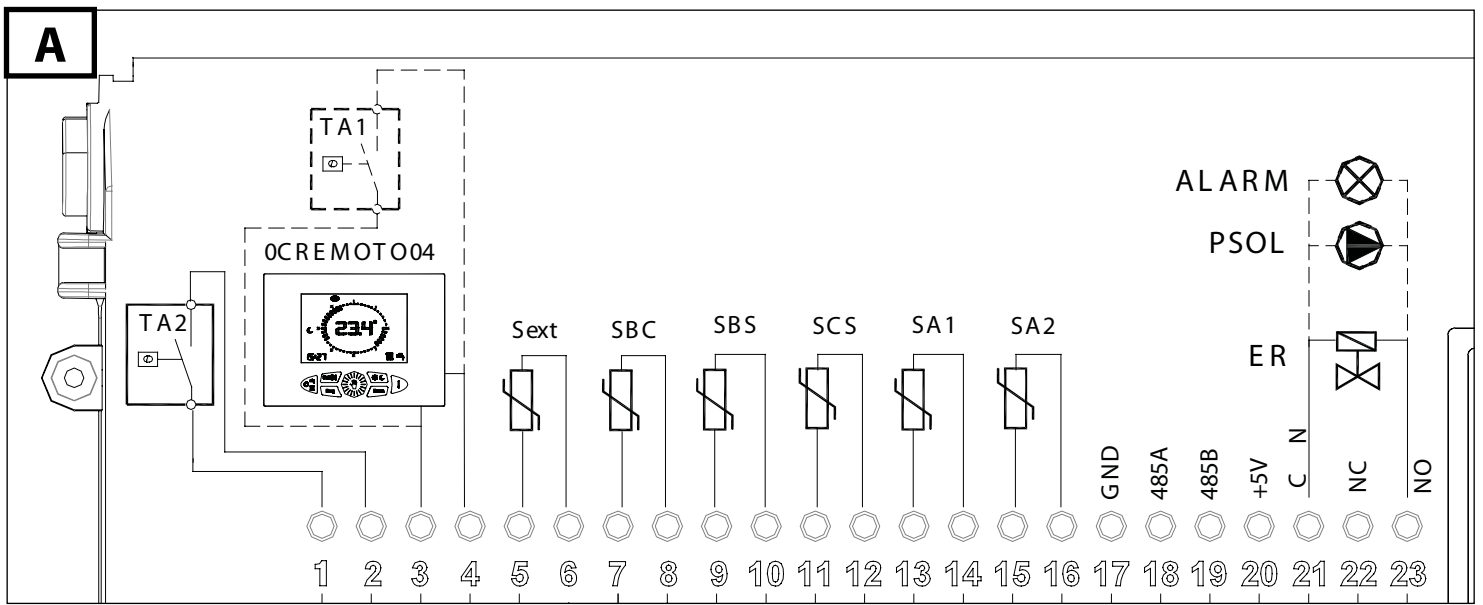 A
TA1
0CREMOTO04
TA2
23.4°
Sext
SBC
SBS
SCS
SA1
SA2
ALARM
PSOL
ER
GND
485A
485B
+5V
C N
NC
NO
1 2 3 4 5 6 7 8 9 10 11 12 13 14 15 16 17 18 19 20 21 22 23